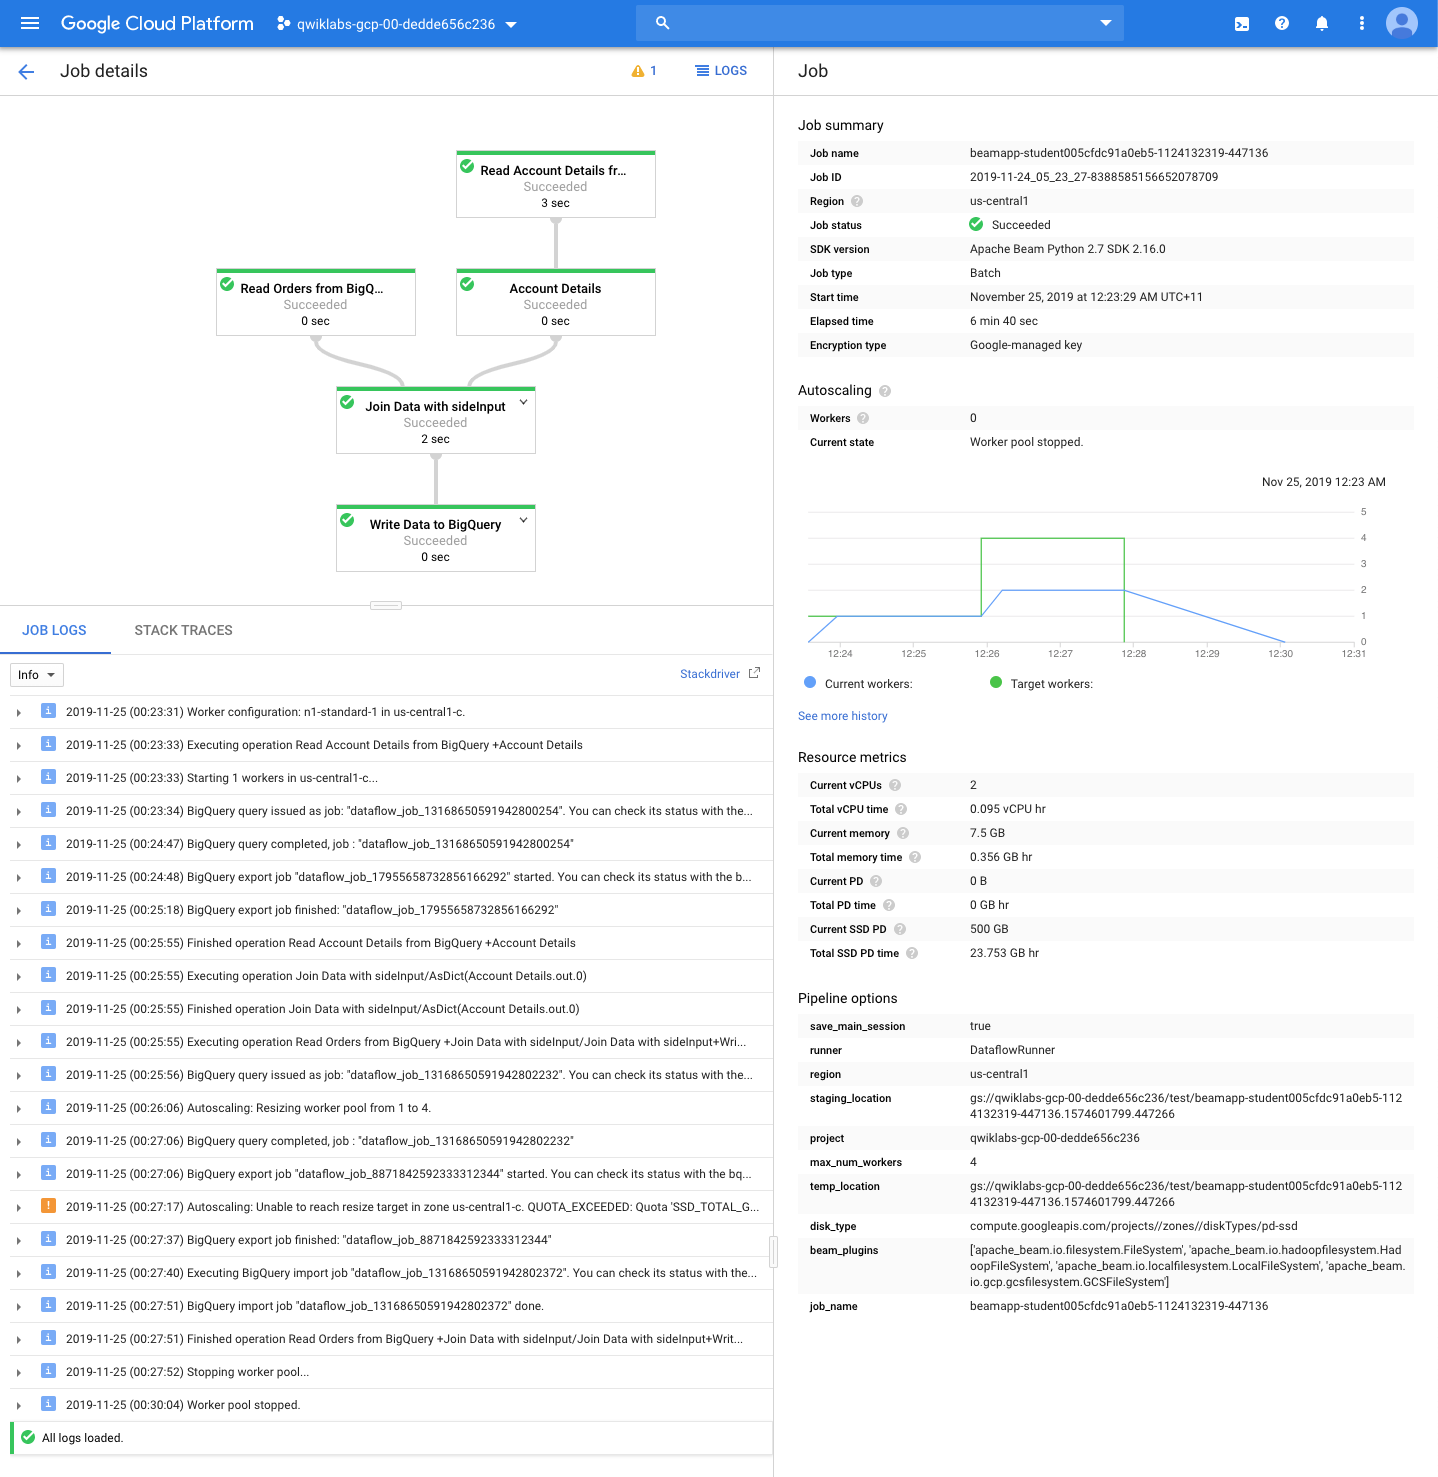 Google Cloud Platform
qwiklabs-gcp-00-dedde656c236
Job details
1
LOGS
Read Account Details fr...
Succeeded
3 sec
Read Orders from BigQ...
Succeeded
0 sec
Account Details
Succeeded
0 sec
Join Data with sideInput
Succeeded
2 sec
Write Data to BigQuery
Succeeded
0 sec
JOB LOGS
STACK TRACES
Info
Stackdriver
2019-11-25 (00:23:31) Worker configuration: n1-standard-1 in us-central1-c.
2019-11-25 (00:23:33) Executing operation Read Account Details from BigQuery +Account Details
2019-11-25 (00:23:33) Starting 1 workers in us-central1-c...
2019-11-25 (00:23:34) BigQuery query issued as job: "dataflow_job_13168650591942800254". You can check its status with the...
2019-11-25 (00:24:47) BigQuery query completed, job : "dataflow_job_13168650591942800254"
2019-11-25 (00:24:48) BigQuery export job "dataflow_job_17955658732856166292" started. You can check its status with the b...
2019-11-25 (00:25:18) BigQuery export job finished: "dataflow_job_17955658732856166292"
2019-11-25 (00:25:55) Finished operation Read Account Details from BigQuery +Account Details
2019-11-25 (00:25:55) Executing operation Join Data with sideInput/AsDict(Account Details.out.0)
2019-11-25 (00:25:55) Finished operation Join Data with sideInput/AsDict(Account Details.out.0)
2019-11-25 (00:25:55) Executing operation Read Orders from BigQuery +Join Data with sideInput/Join Data with sideInput+Wri...
2019-11-25 (00:25:56) BigQuery query issued as job: "dataflow_job_13168650591942802232". You can check its status with the...
2019-11-25 (00:26:06) Autoscaling: Resizing worker pool from 1 to 4.
2019-11-25 (00:27:06) BigQuery query completed, job : "dataflow_job_13168650591942802232"
2019-11-25 (00:27:06) BigQuery export job "dataflow_job_8871842592333312344" started. You can check its status with the bq...
2019-11-25 (00:27:17) Autoscaling: Unable to reach resize target in zone us-central1-c. QUOTA_EXCEEDED: Quota 'SSD_TOTAL_G...
2019-11-25 (00:27:37) BigQuery export job finished: "dataflow_job_8871842592333312344"
2019-11-25 (00:27:40) Executing BigQuery import job "dataflow_job_13168650591942802372". You can check its status with the...
2019-11-25 (00:27:51) BigQuery import job "dataflow_job_13168650591942802372" done.
2019-11-25 (00:27:51) Finished operation Read Orders from BigQuery +Join Data with sideInput/Join Data with sideInput+Writ...
2019-11-25 (00:27:52) Stopping worker pool...
2019-11-25 (00:30:04) Worker pool stopped.
All logs loaded.
Job
Job summary
Job name beamapp-student005cfdc91a0eb5-1124132319-447136
Job ID 2019-11-24_05_23_27-8388585156652078709
Region us-central1
Job status Succeeded
SDK version Apache Beam Python 2.7 SDK 2.16.0
Job type Batch
Start time November 25, 2019 at 12:23:29 AM UTC+11
Elapsed time 6 min 40 sec
Encryption type Google-managed key
Autoscaling
Workers 0
Current state Worker pool stopped.
Nov 25, 2019 12:23 AM
5
4
3
2
1
0
12:24 12:25 12:26 12:27 12:28 12:29 12:30 12:31
Current workers: Target workers:
See more history
Resource metrics
Current vCPUs 2
Total vCPU time 0.095 vCPU hr
Current memory 7.5 GB
Total memory time 0.356 GB hr
Current PD 0 B
Total PD time 0 GB hr
Current SSD PD 500 GB
Total SSD PD time 23.753 GB hr
Pipeline options
save_main_session true
runner DataflowRunner
region us-central1
staging_location gs://qwiklabs-gcp-00-dedde656c236/test/beamapp-student005cfdc91a0eb5-112
4132319-447136.1574601799.447266
project qwiklabs-gcp-00-dedde656c236
max_num_workers 4
temp_location gs://qwiklabs-gcp-00-dedde656c236/test/beamapp-student005cfdc91a0eb5-112
4132319-447136.1574601799.447266
disk_type compute.googleapis.com/projects//zones//diskTypes/pd-ssd
beam_plugins ['apache_beam.io.filesystem.FileSystem', 'apache_beam.io.hadoopfilesystem.Had
oopFileSystem', 'apache_beam.io.localfilesystem.LocalFileSystem', 'apache_beam.
io.gcp.gcsfilesystem.GCSFileSystem']
job_name beamapp-student005cfdc91a0eb5-1124132319-447136